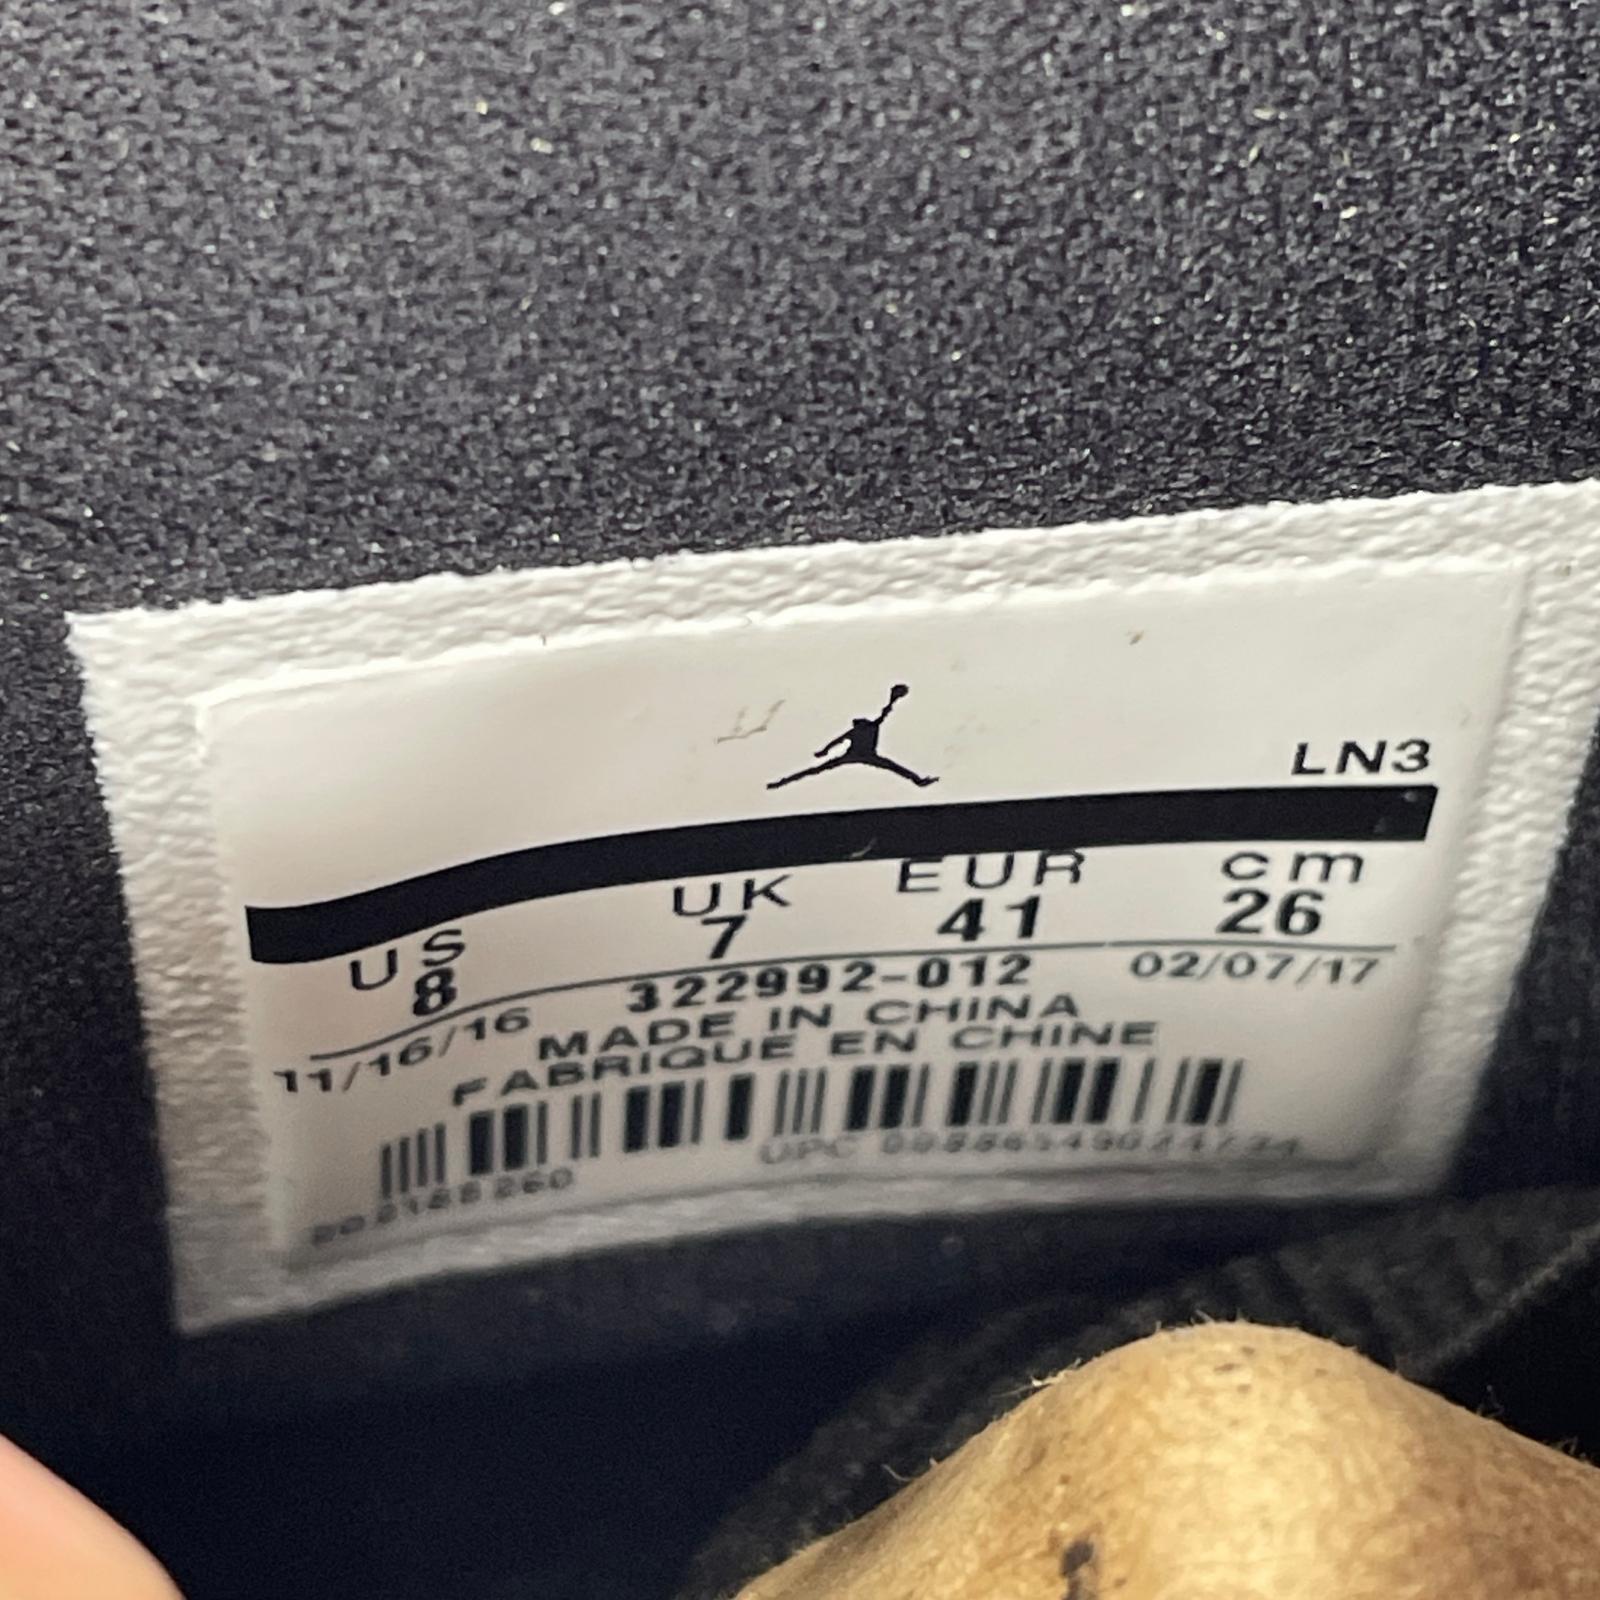 LN3
US UK EUR cm
8 7 41 26
11/16/16 322992-012 02/07/17
MADE IN CHINA
FABRIQUE EN CHINE
UPC